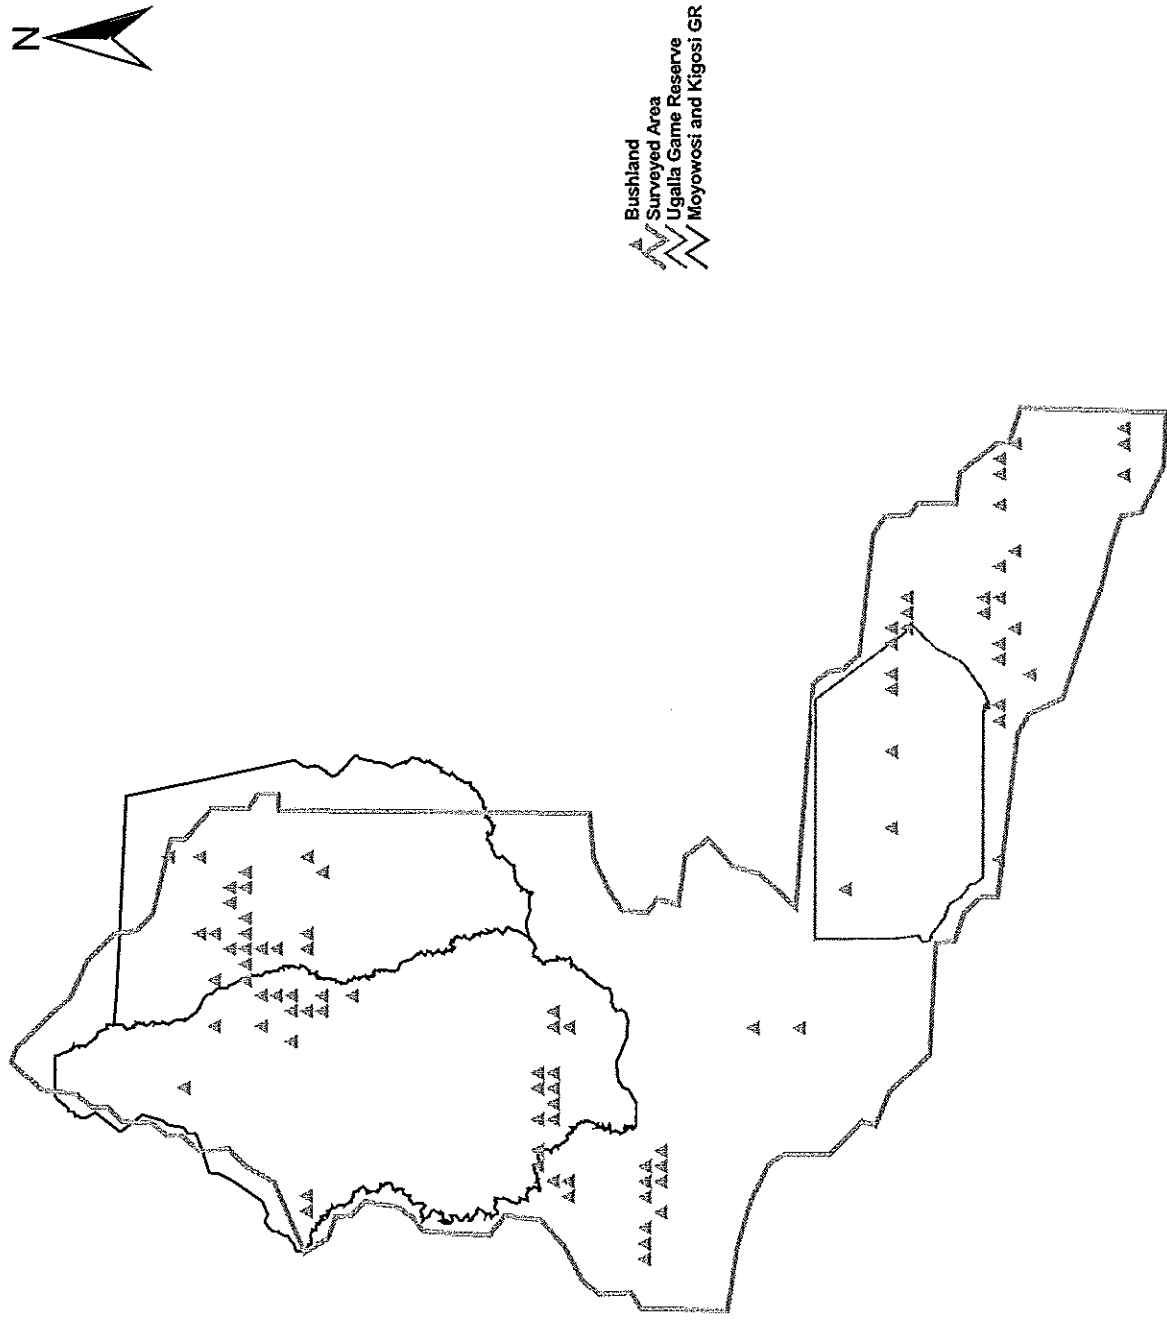 N
Bushland
Surveyed Area
Ugalla Game Reserve
Moyowosi and Kigosi GR